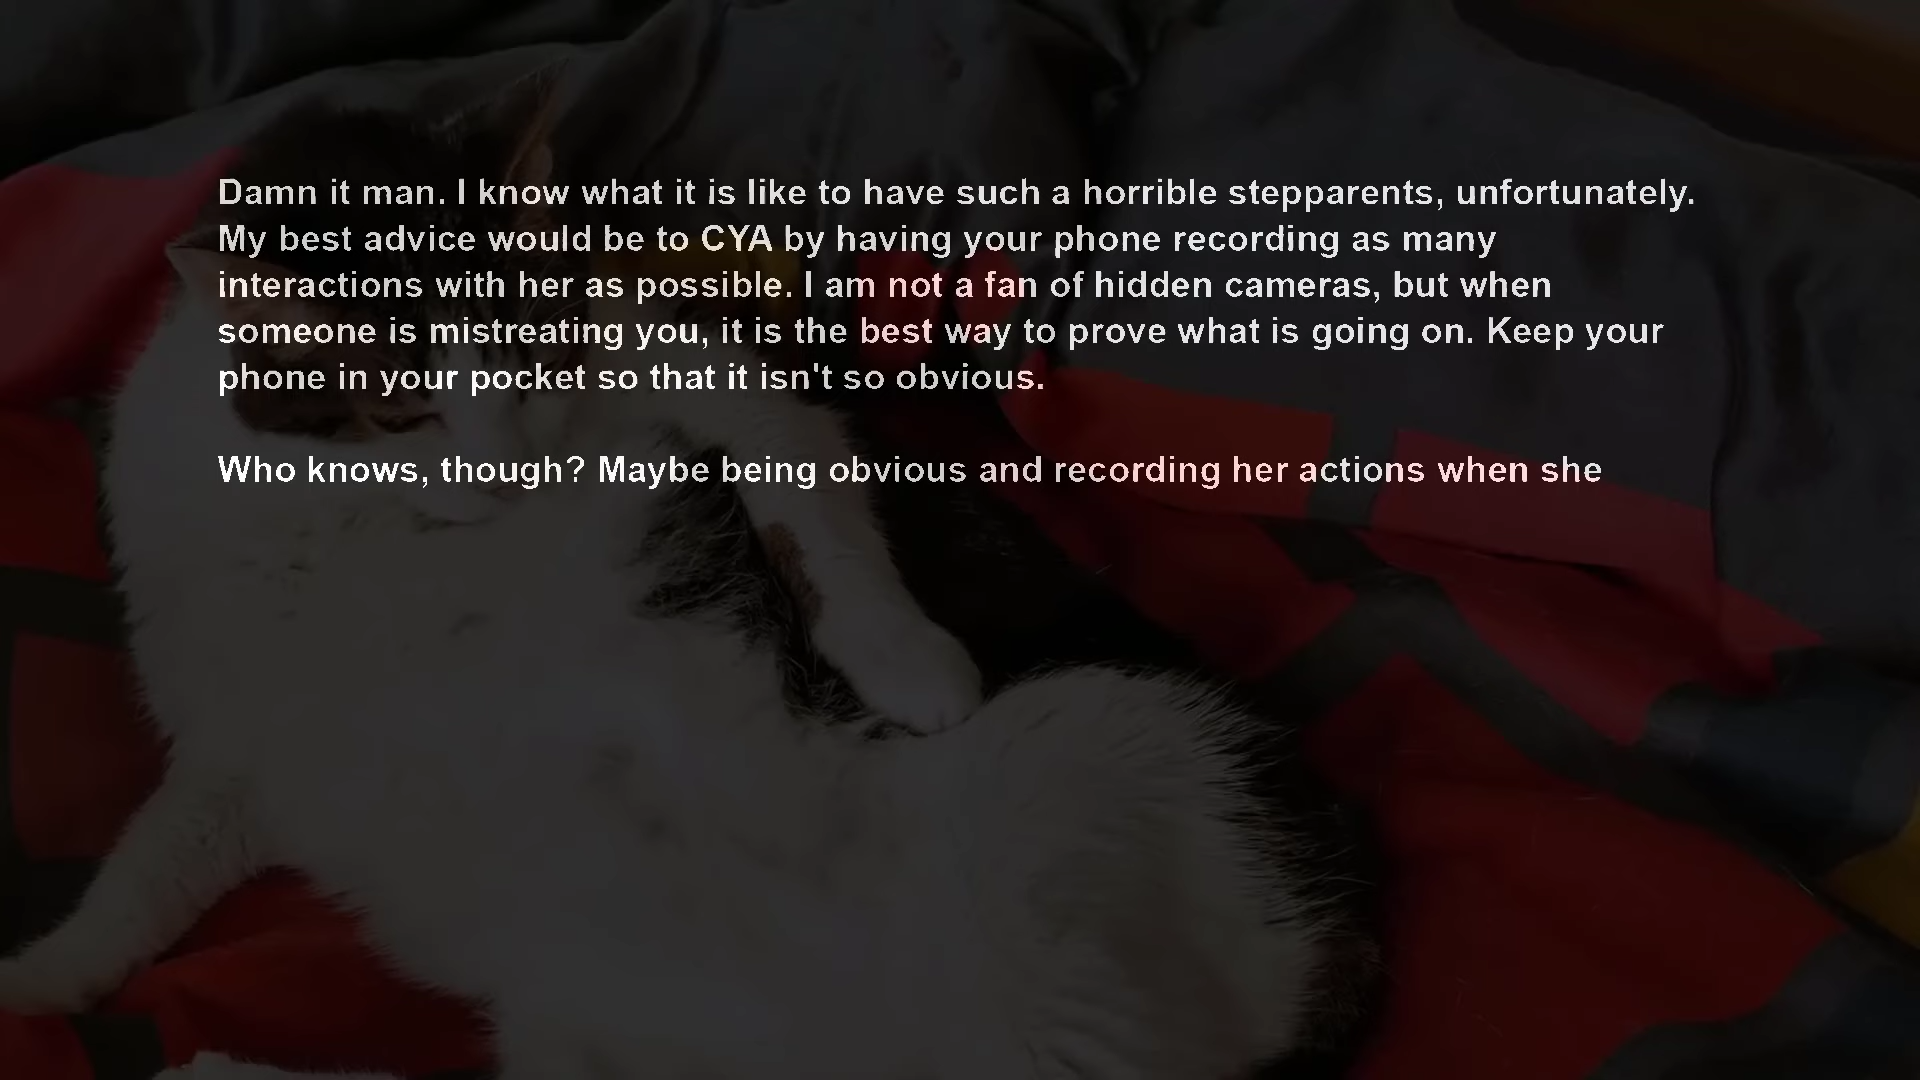 Damn it man. I know what it is like to have such a horrible stepparents, unfortunately.
My best advice would be to CYA by having your phone recording as many
interactions with her as possible. I am not a fan of hidden cameras, but when
someone is mistreating you, it is the best way to prove what is going on. Keep your
phone in your pocket so that it isn't so obvious.
Who knows, though? Maybe being obvious and recording her actions when she